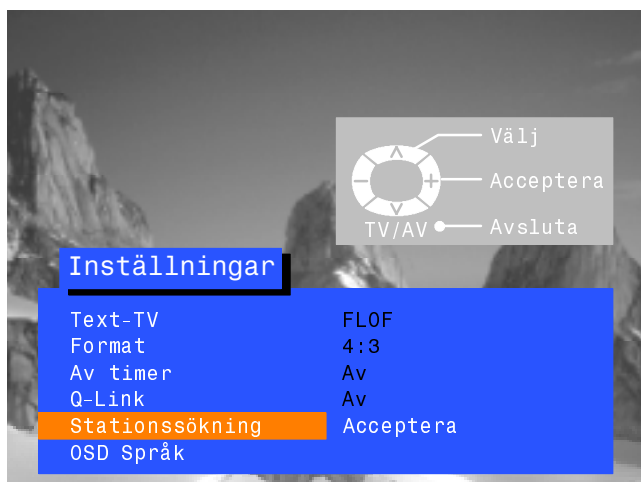 Välj
Acceptera
TV/AV Avsluta
Inställningar
Text-TV FLOF
Format 4:3
Av timer Av
Q-Link Av
Stationssökning Acceptera
OSD Språk